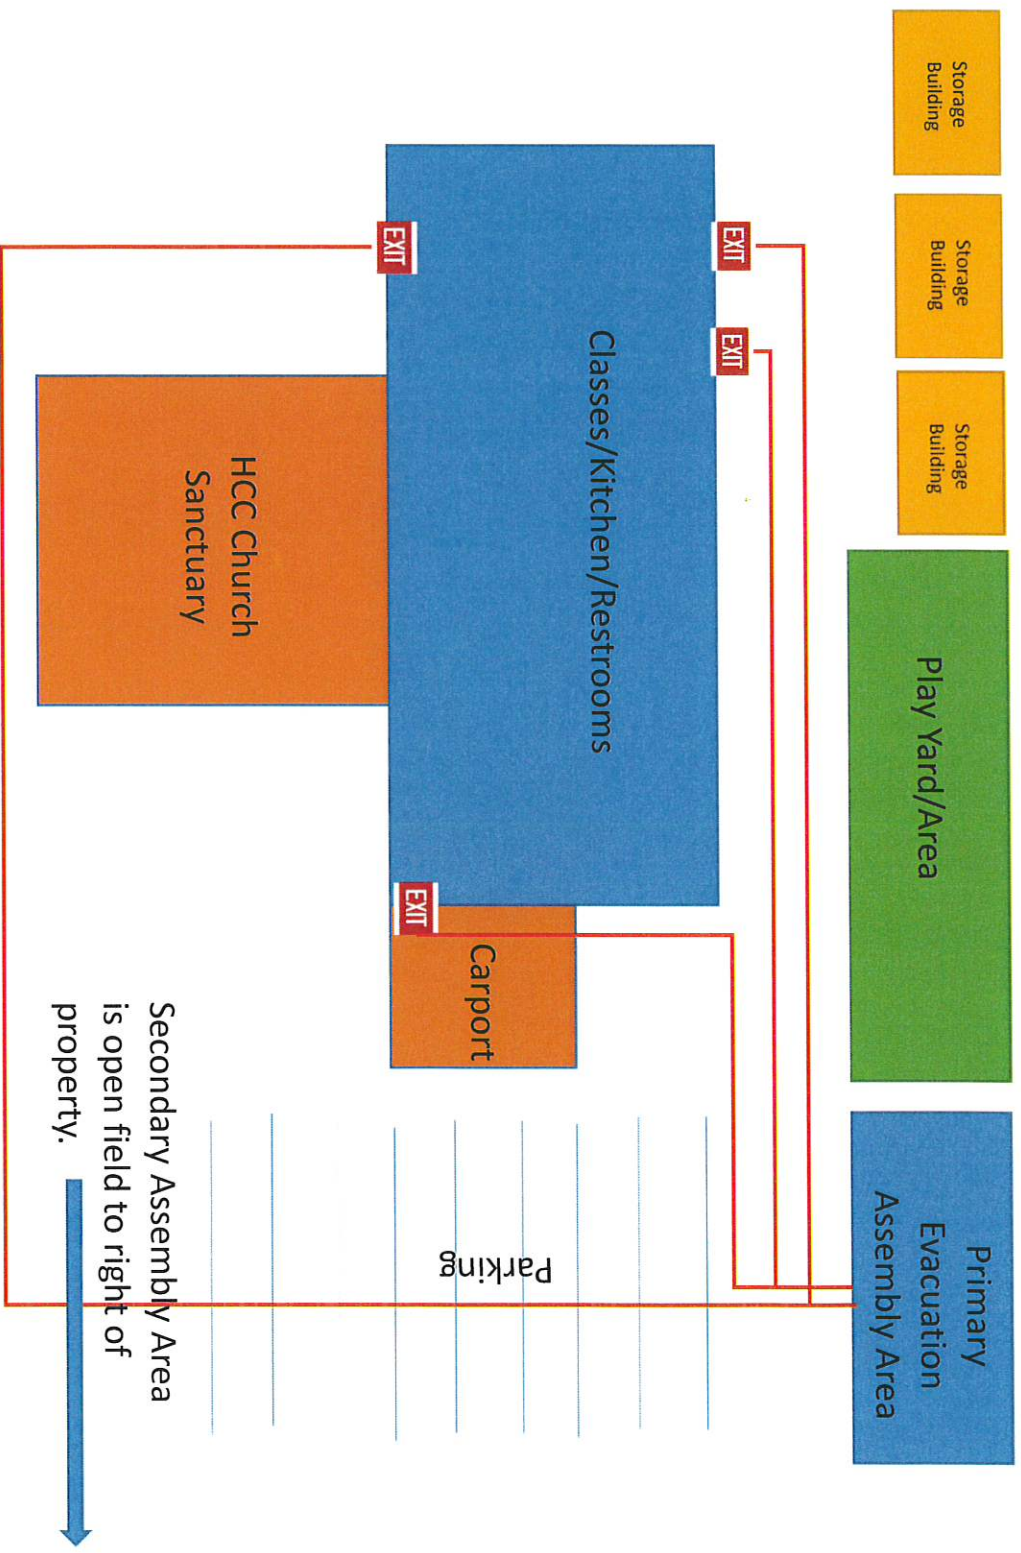 Storage
Building
Storage
Building
Storage
Building
Play Yard/Area
Primary
Evacuation
Assembly Area
EXIT
EXIT
Classes/Kitchen/Restrooms
EXIT
EXIT
Carport
Parking
HCC Church
Sanctuary
Secondary Assembly Area
is open field to right of
property.